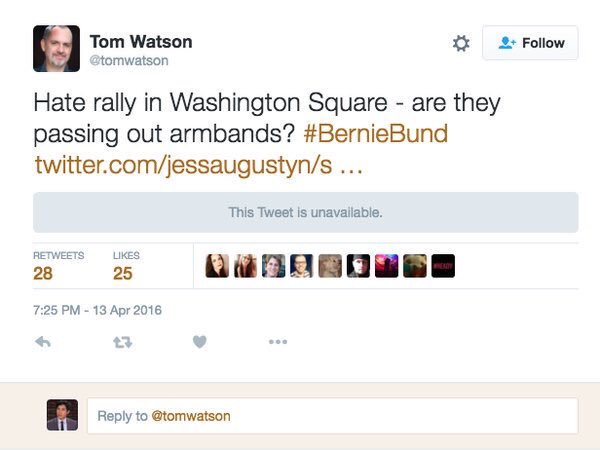 Tom Watson
@tomwatson
Follow
Hate rally in Washington Square - are they
passing out armbands? #BernieBund
twitter.com/jessaugustyn/s …
This Tweet is unavailable.
RETWEETS LIKES
28 25
#READY
7:25 PM - 13 Apr 2016
Reply to @tomwatson